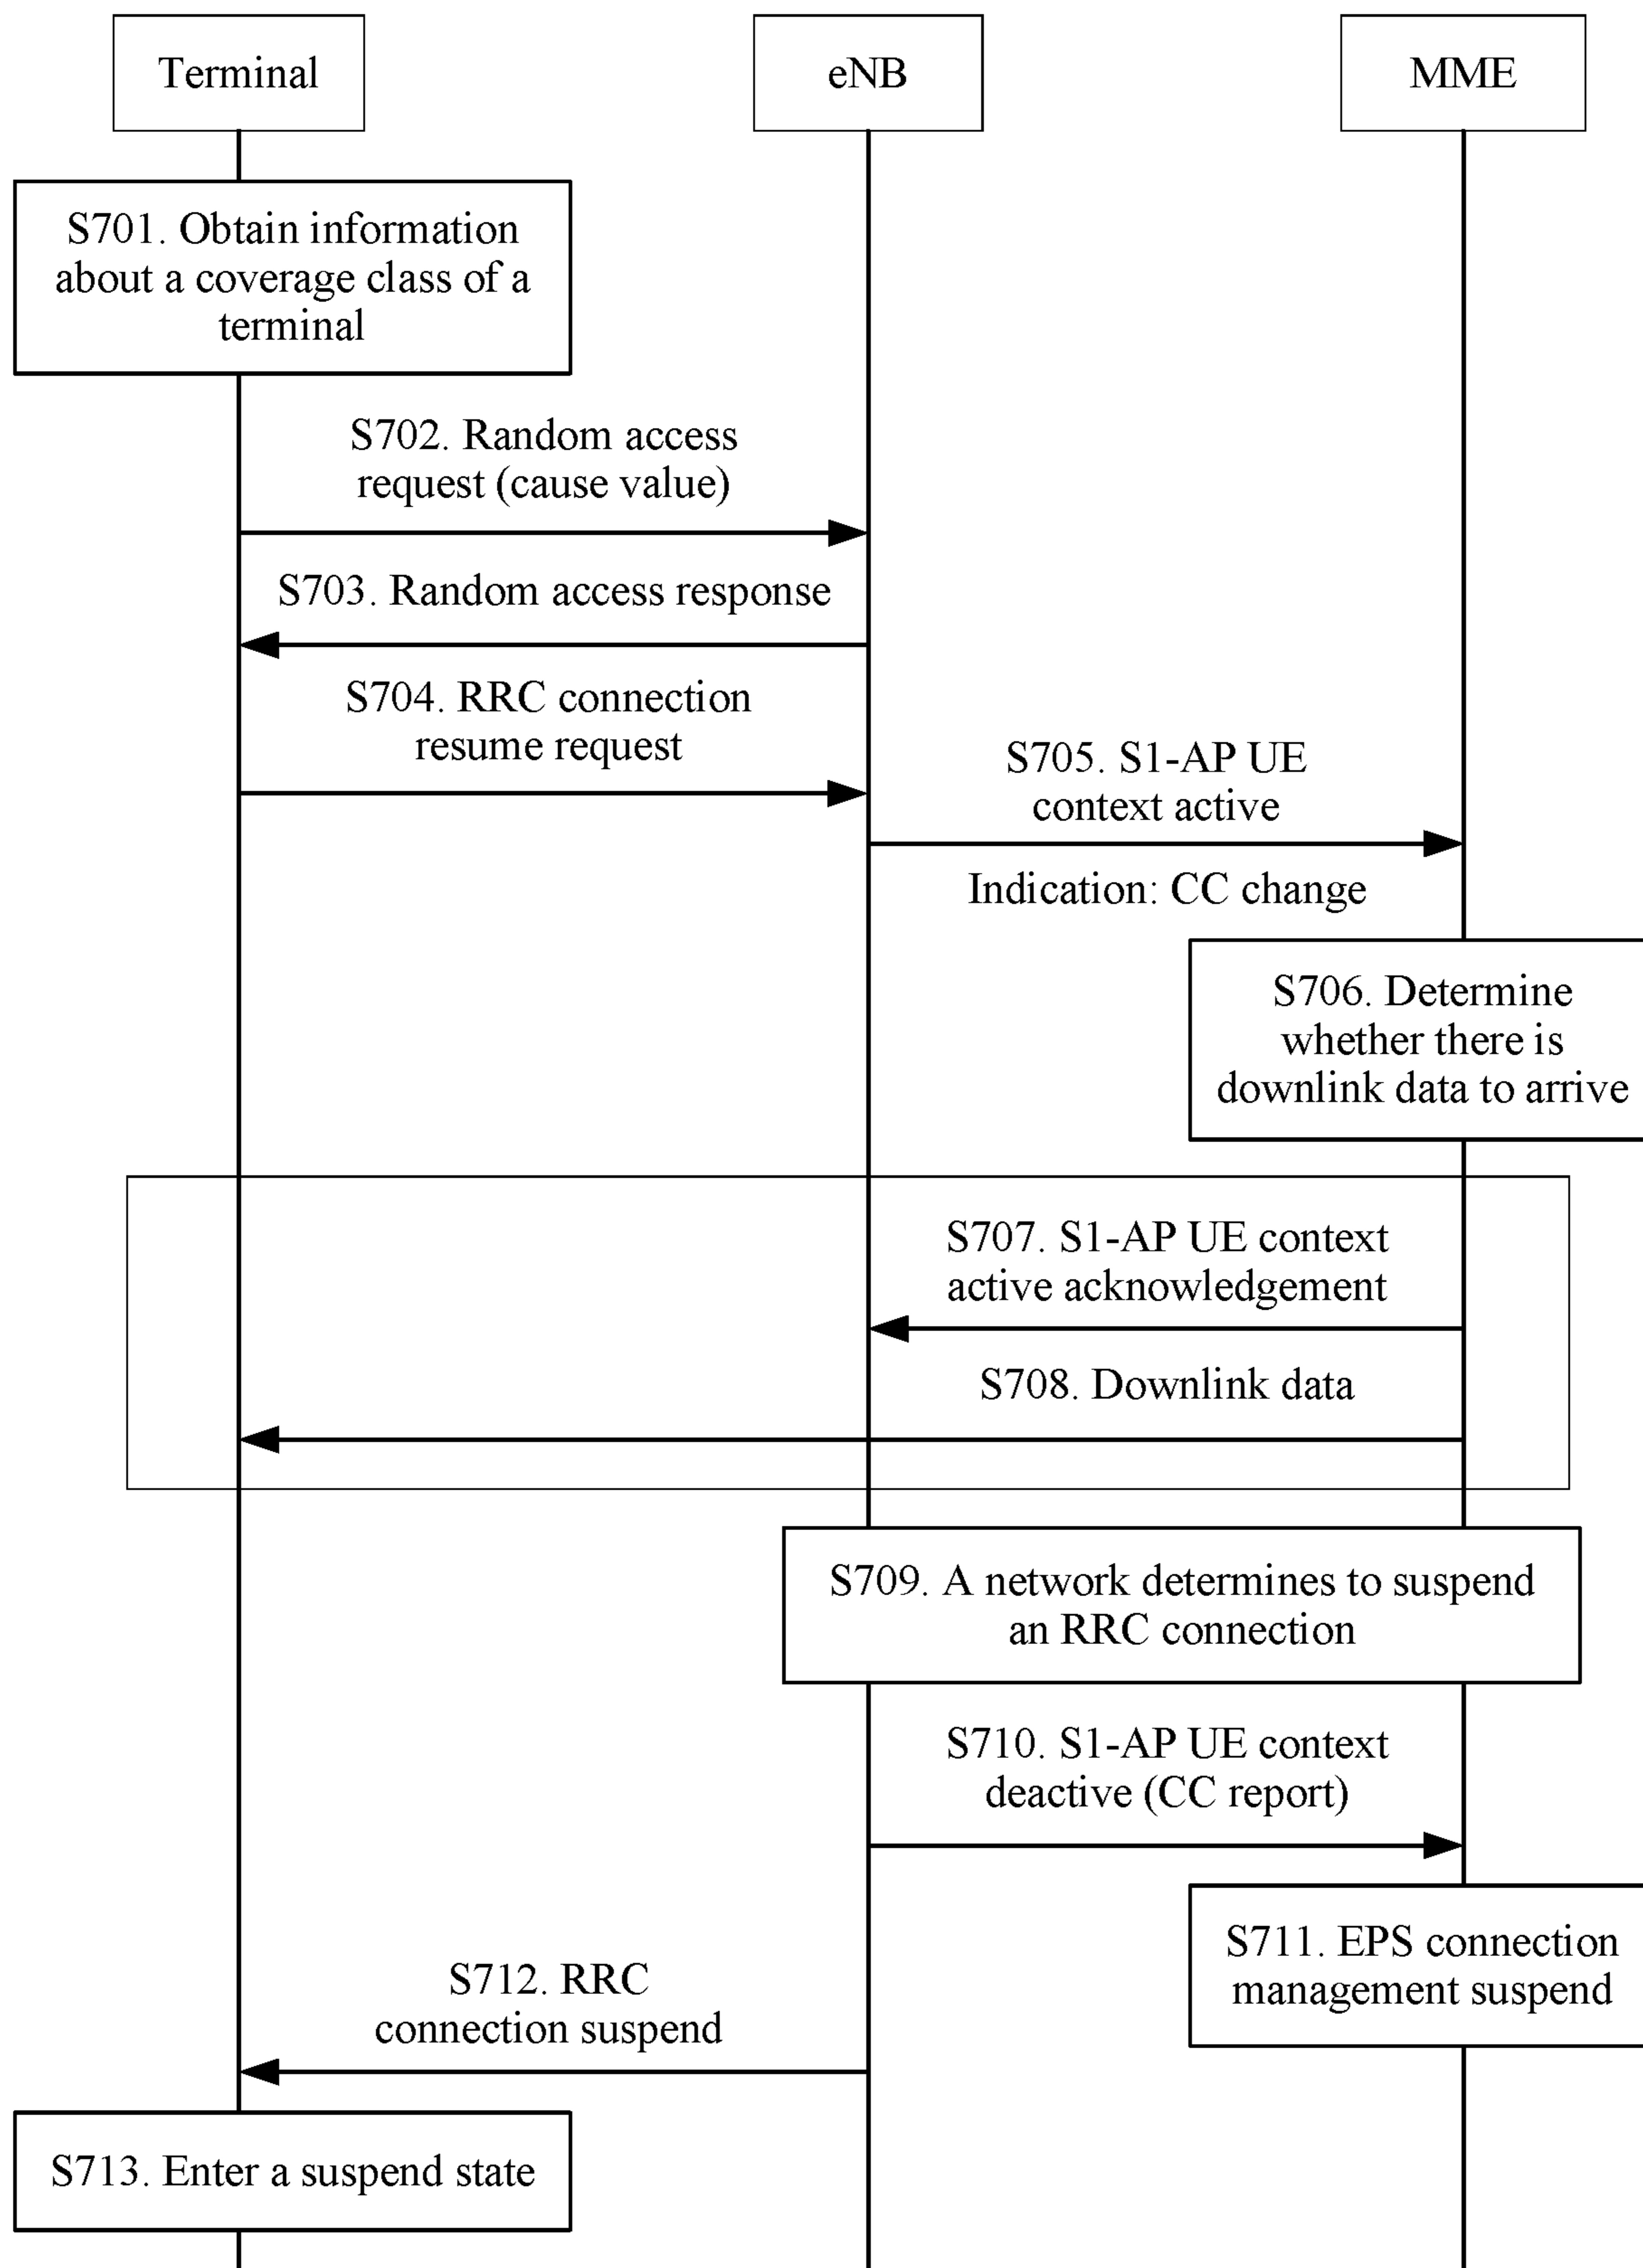 Terminal
eNB
MME
S701. Obtain information
about a coverage class of a
terminal
S702. Random access
request (cause value)
S703. Random access response
S704. RRC connection
resume request
S705. S1-AP UE
context active
Indication: CC change
S706. Determine
whether there is
downlink data to arrive
S707. S1-AP UE context
active acknowledgement
S708. Downlink data
S709. A network determines to suspend
an RRC connection
S710. S1-AP UE context
deactive (CC report)
S711. EPS connection
management suspend
S712. RRC
connection suspend
S713. Enter a suspend state